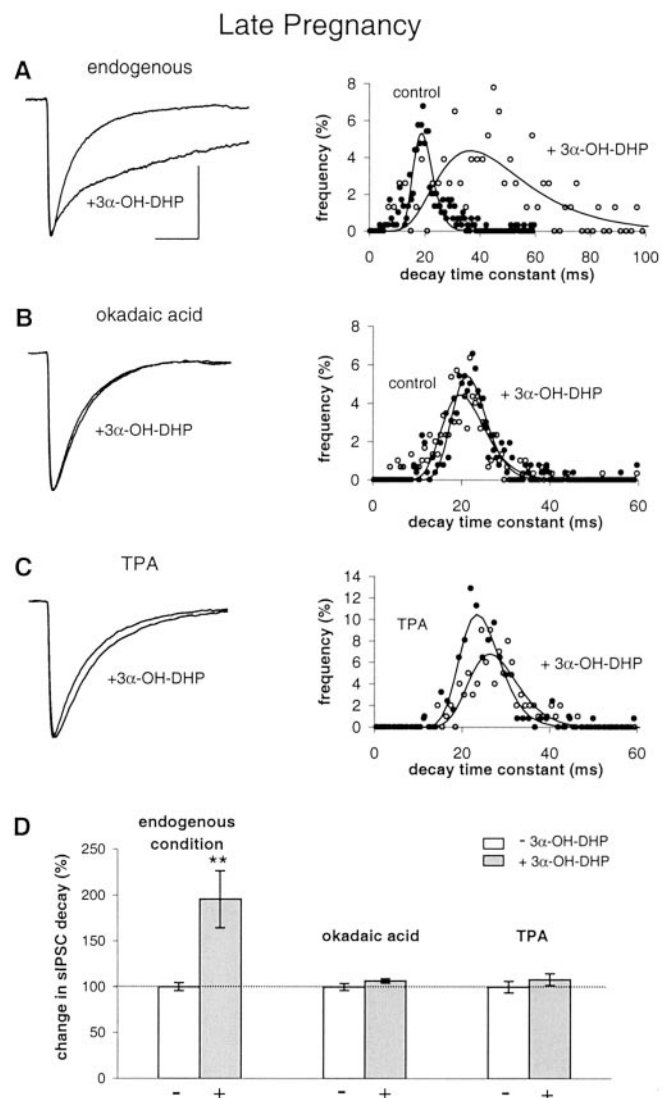 Late Pregnancy
A
endogenous
+3α-OH-DHP
frequency (%)
8
6
4
2
0
control
+ 3α-OH-DHP
0 20 40 60 80 100
decay time constant (ms)
B
okadaic acid
+3α-OH-DHP
frequency (%)
8
6
4
2
0
control
+ 3α-OH-DHP
0 20 40 60
decay time constant (ms)
C
TPA
+3α-OH-DHP
frequency (%)
14
12
10
8
6
4
2
0
TPA
+ 3α-OH-DHP
0 20 40 60
decay time constant (ms)
D
change in sIPSC decay (%)
250
200
150
100
50
0
endogenous
condition
**
okadaic acid
TPA
- 3α-OH-DHP
+ 3α-OH-DHP
- + - + - +